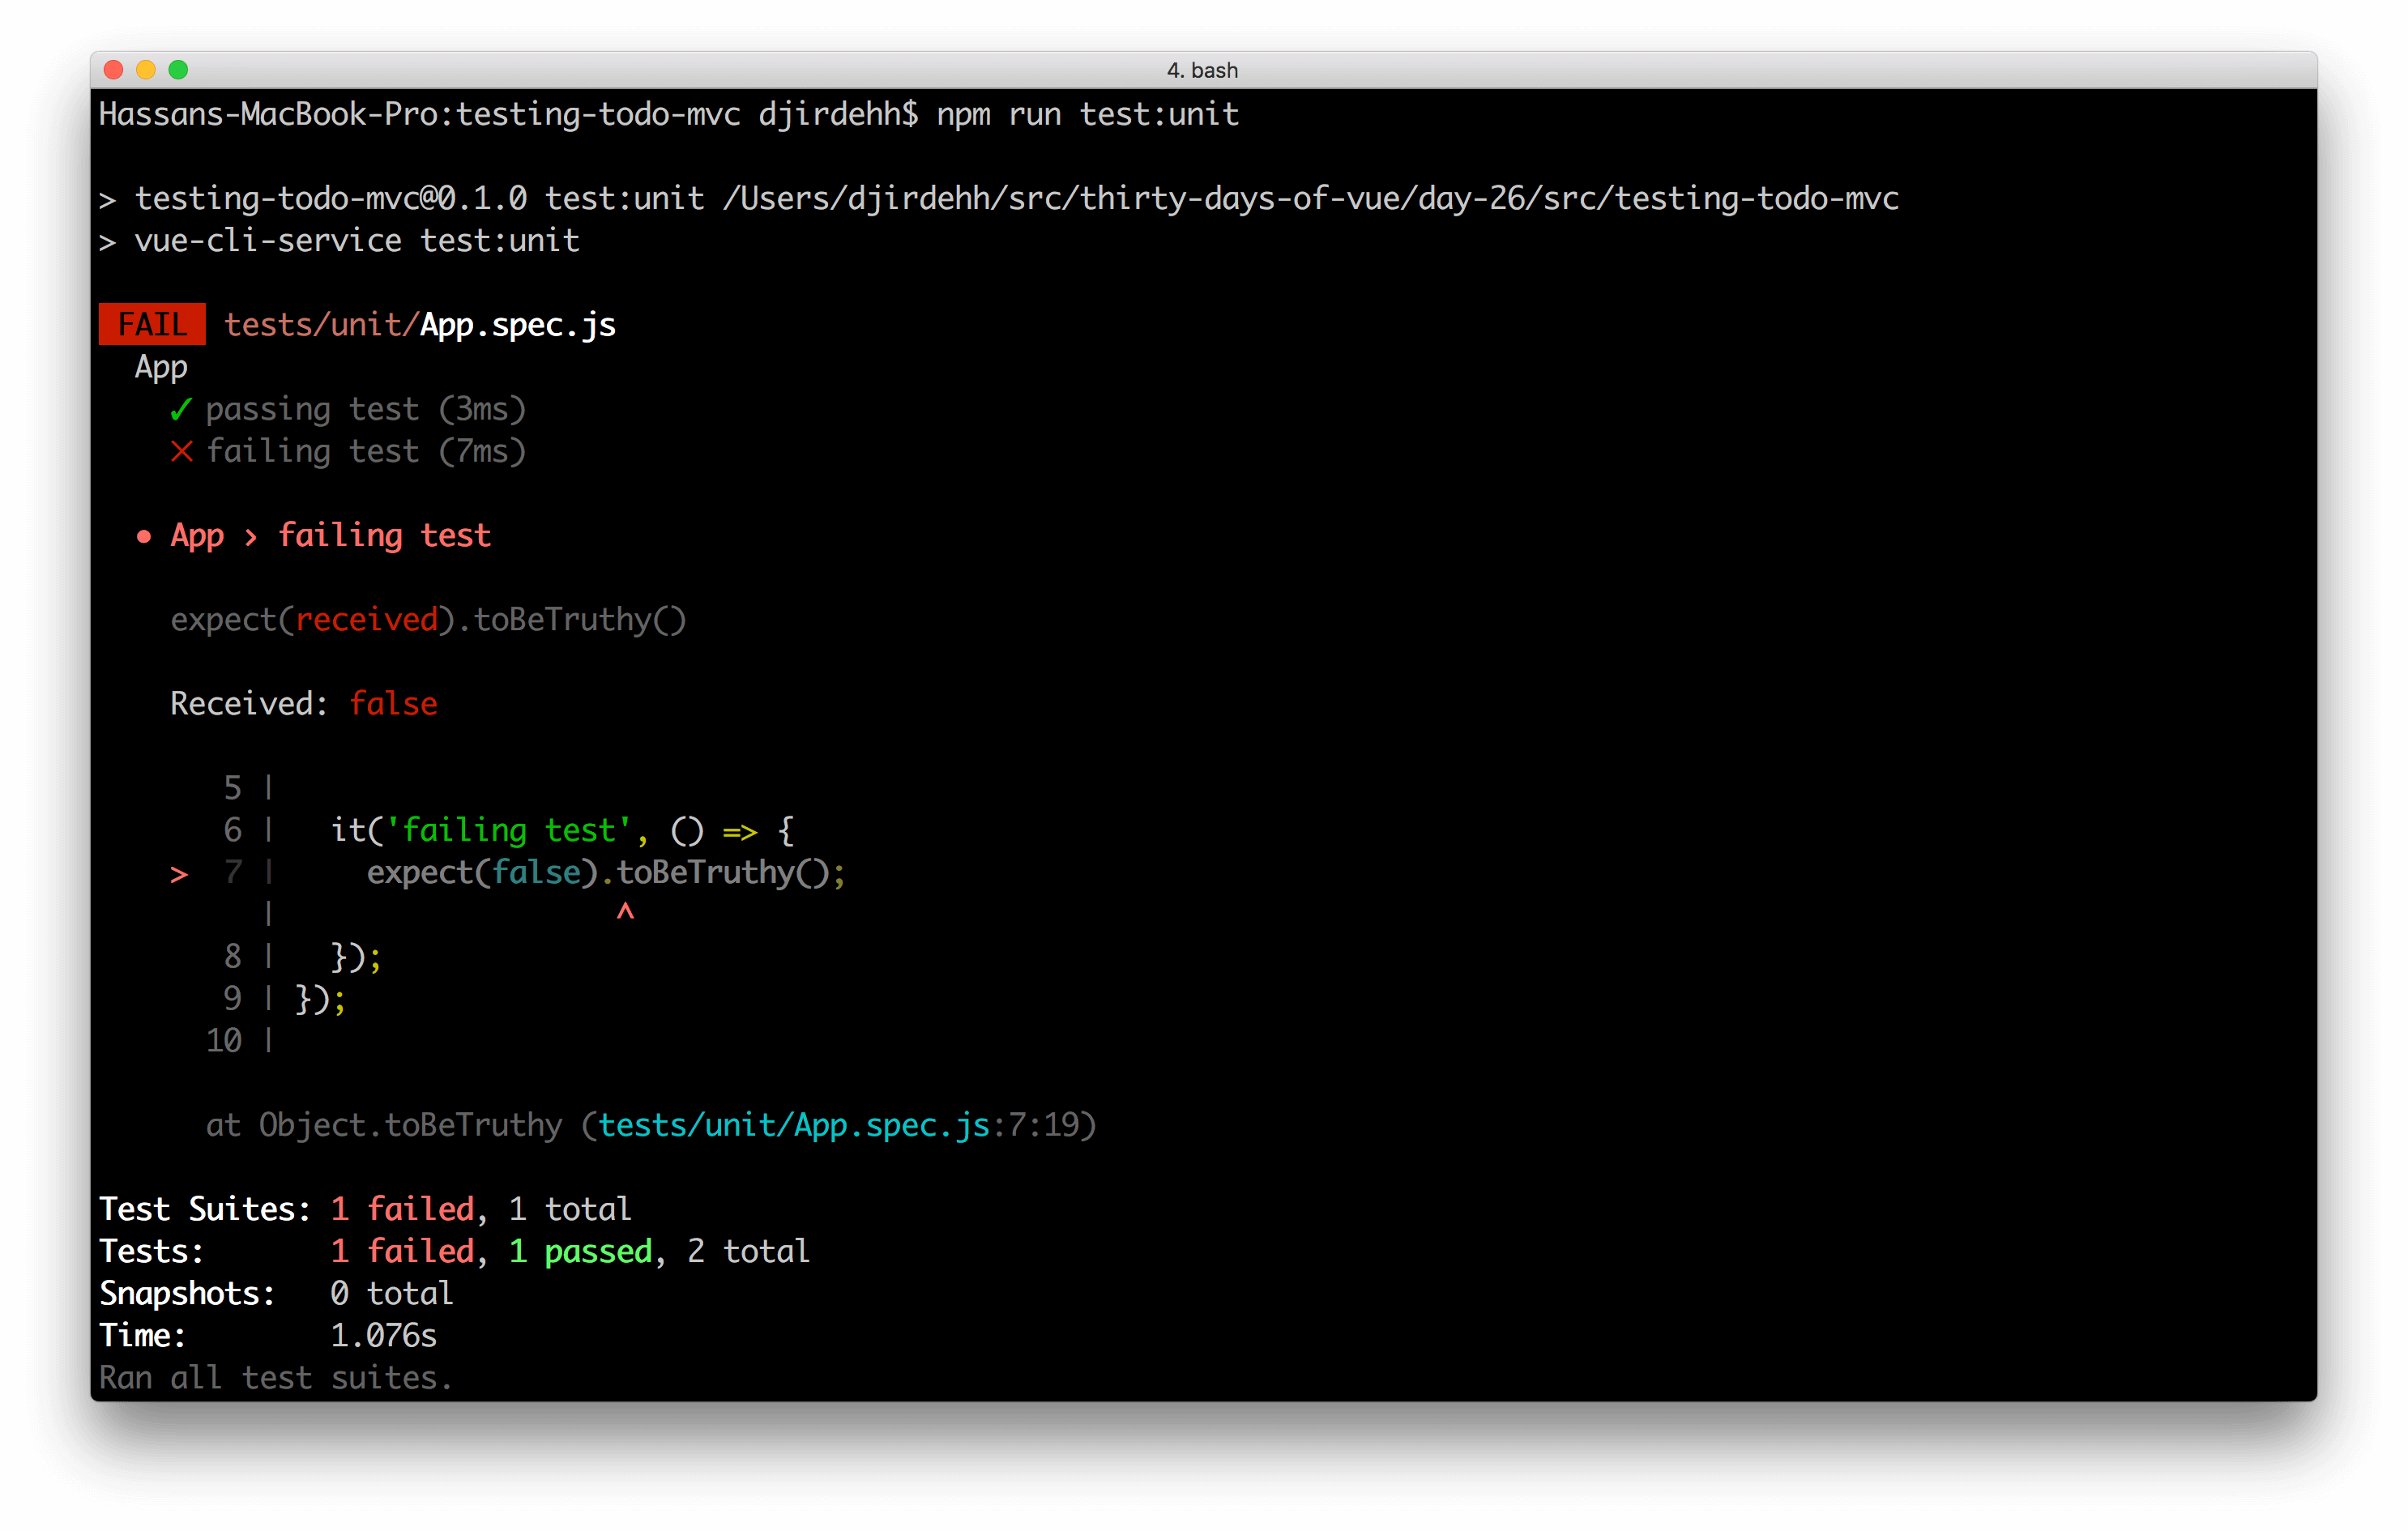 4. bash
Hassans-MacBook-Pro:testing-todo-mvc djirdehh$ npm run test:unit
> testing-todo-mvc@0.1.0 test:unit /Users/djirdehh/src/thirty-days-of-vue/day-26/src/testing-todo-mvc
> vue-cli-service test:unit
FAIL tests/unit/App.spec.js
App
✓ passing test (3ms)
✕ failing test (7ms)
● App › failing test
expect(received).toBeTruthy()
Received: false
5 |
6 |   it('failing test', () => {
> 7 |     expect(false).toBeTruthy();
|                   ^
8 |   });
9 | });
10 |
at Object.toBeTruthy (tests/unit/App.spec.js:7:19)
Test Suites: 1 failed, 1 total
Tests:       1 failed, 1 passed, 2 total
Snapshots:   0 total
Time:        1.076s
Ran all test suites.